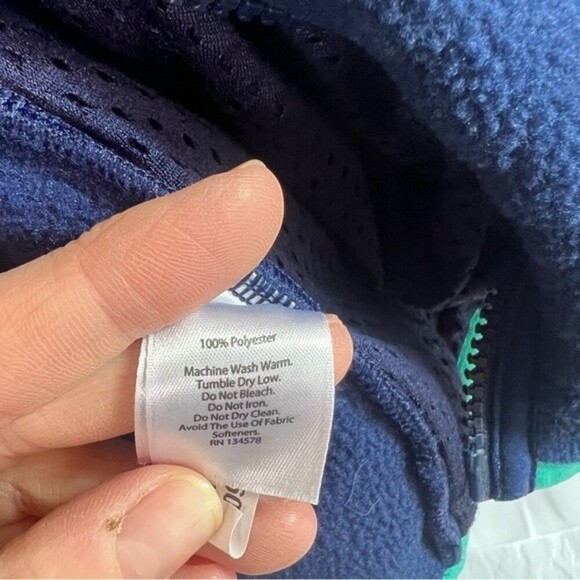 100% Polyester
Machine Wash Warm.
Tumble Dry Low.
Do Not Bleach.
Do Not Iron.
Do Not Dry Clean.
Avoid The Use Of Fabric
Softeners.
RN 134578